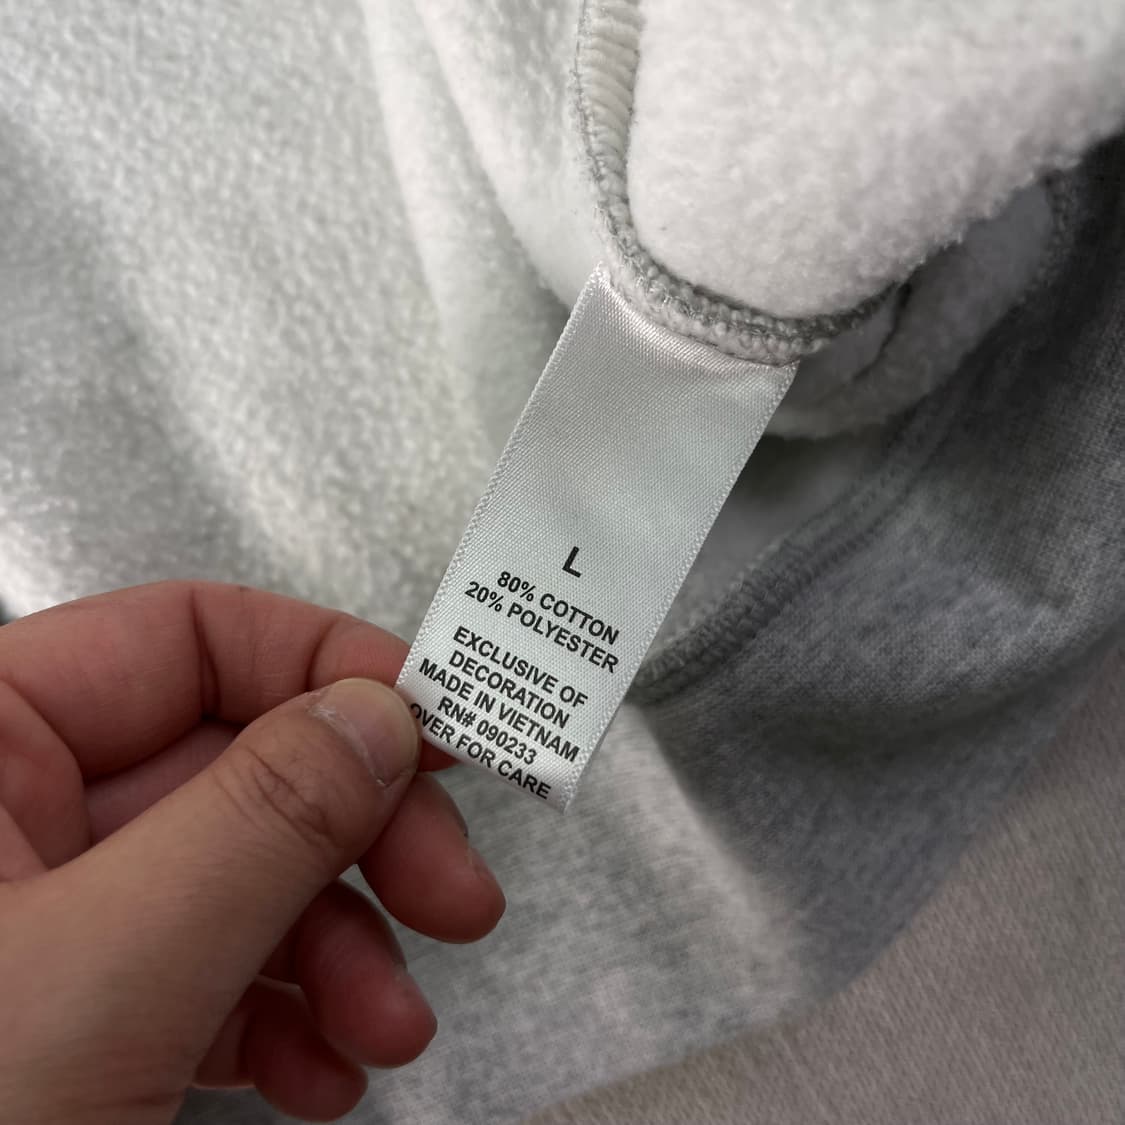 L
80% COTTON
20% POLYESTER
EXCLUSIVE OF
DECORATION
MADE IN VIETNAM
RN# 090233
OVER FOR CARE